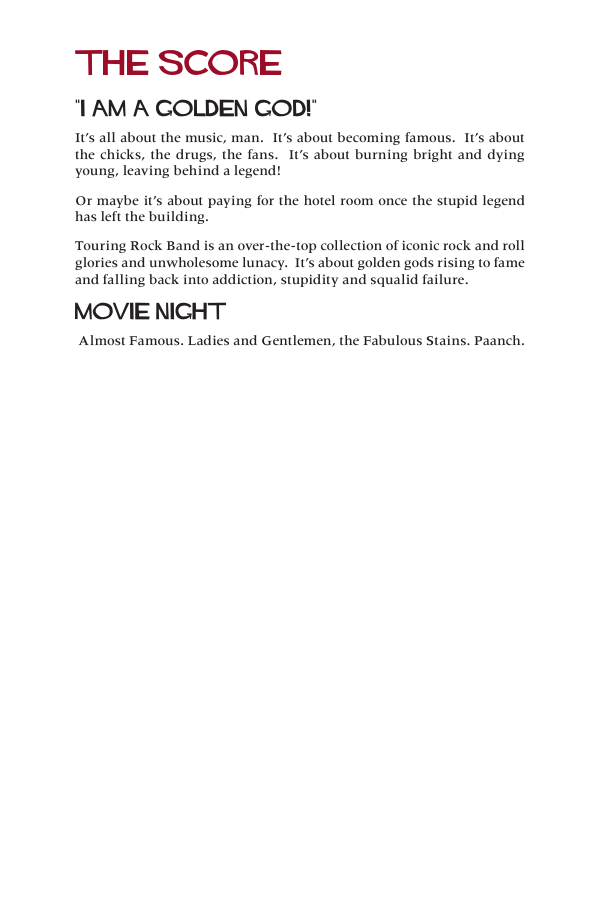 THE SCORE
"I AM A GOLDEN GOD!"
It's all about the music, man.  It's about becoming famous.  It's about
the chicks, the drugs, the fans.  It's about burning bright and dying
young, leaving behind a legend!
Or maybe it's about paying for the hotel room once the stupid legend
has left the building.
Touring Rock Band is an over-the-top collection of iconic rock and roll
glories and unwholesome lunacy.  It's about golden gods rising to fame
and falling back into addiction, stupidity and squalid failure.
MOVIE NIGHT
Almost Famous. Ladies and Gentlemen, the Fabulous Stains. Paanch.